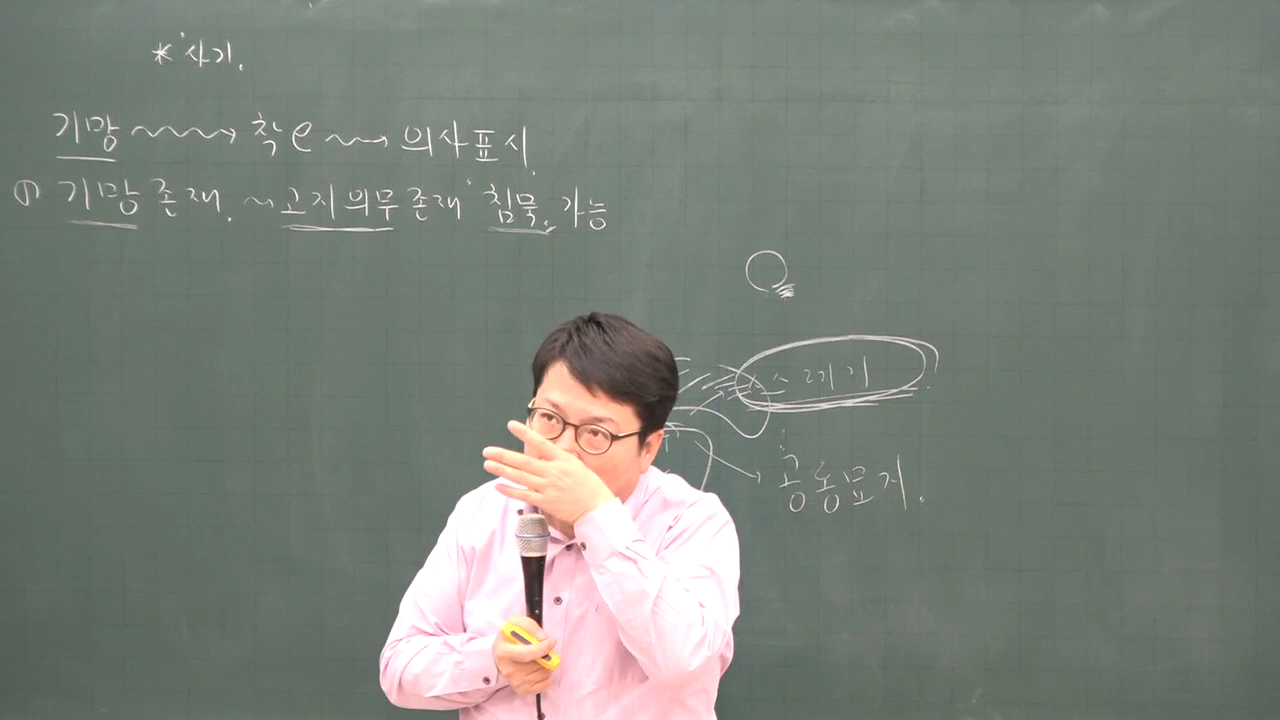 * 사기.
기망 → 착e → 의사표시.
① 기망존재. ~ 고지의무존재 침묵. 가능
쓰레기
공동묘지.